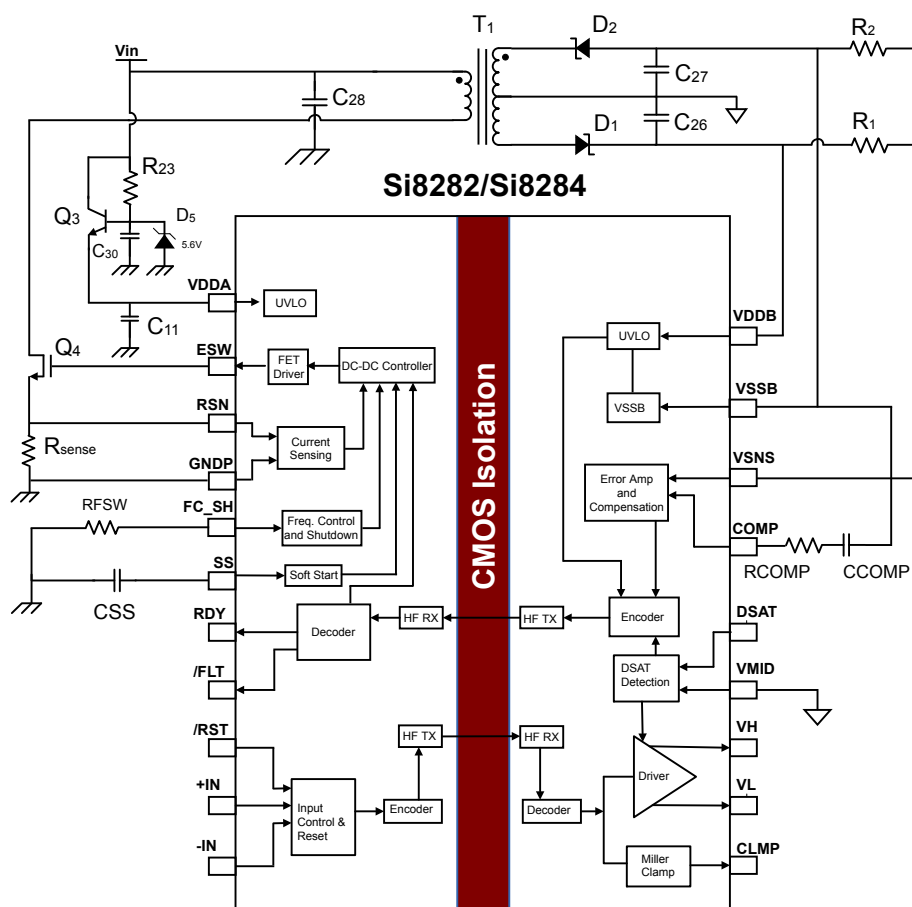 T1
D2
R2
Vin
C28
C27
C26
D1
R1
R23
Si8282/Si8284
Q3
D5
C30
5.6V
VDDA
UVLO
C11
VDDB
UVLO
Q4
ESW
FET
Driver
DC-DC Controller
VSSB
VSSB
RSN
Rsense
Current
Sensing
GNDP
VSNS
Error Amp
and
Compensation
CMOS Isolation
RFSW
FC_SH
Freq. Control
and Shutdown
COMP
RCOMP
CCOMP
SS
Soft Start
CSS
RDY
Decoder
HF RX
HF TX
Encoder
DSAT
/FLT
DSAT
Detection
VMID
/RST
HF TX
HF RX
VH
+IN
Input
Control &
Reset
Encoder
Decoder
Driver
VL
-IN
Miller
Clamp
CLMP